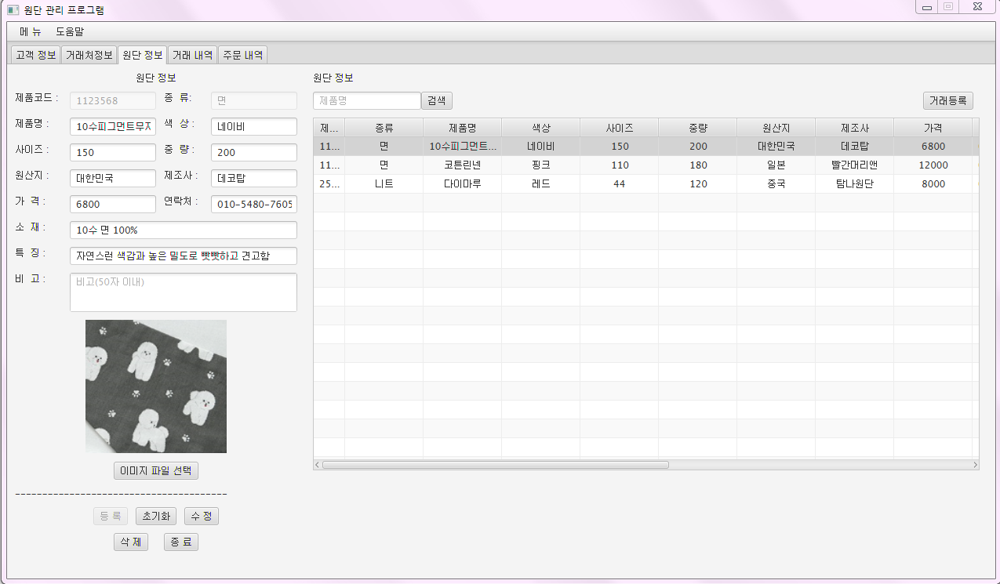 원단 관리 프로그램
메 뉴 도움말
고객 정보 거래처정보 원단 정보 거래 내역 주문 내역
원단 정보
제품코드 : 1123568 종 류: 면
제품명 : 10수피그먼트무지 색 상 : 네이비
사이즈 : 150 중 량 : 200
원산지 : 대한민국 제조사 : 데코탑
가 격 : 6800 연락처 : 010-5480-7605
소 재 : 10수 면 100%
특 징 : 자연스런 색감과 높은 밀도로 빳빳하고 견고함
비 고 : 비고(50자 이내)
이미지 파일 선택
---------------------------------------
등 록 초기화 수 정
삭 제 종 료
원단 정보
제품명 검색 거래등록
제... 종류 제품명 색상 사이즈 중량 원산지 제조사 가격
11... 면 10수피그먼트... 네이비 150 200 대한민국 데코탑 6800
11... 면 코튼린넨 핑크 110 180 일본 빨간머리앤 12000
25... 니트 다이마루 레드 44 120 중국 탐나원단 8000